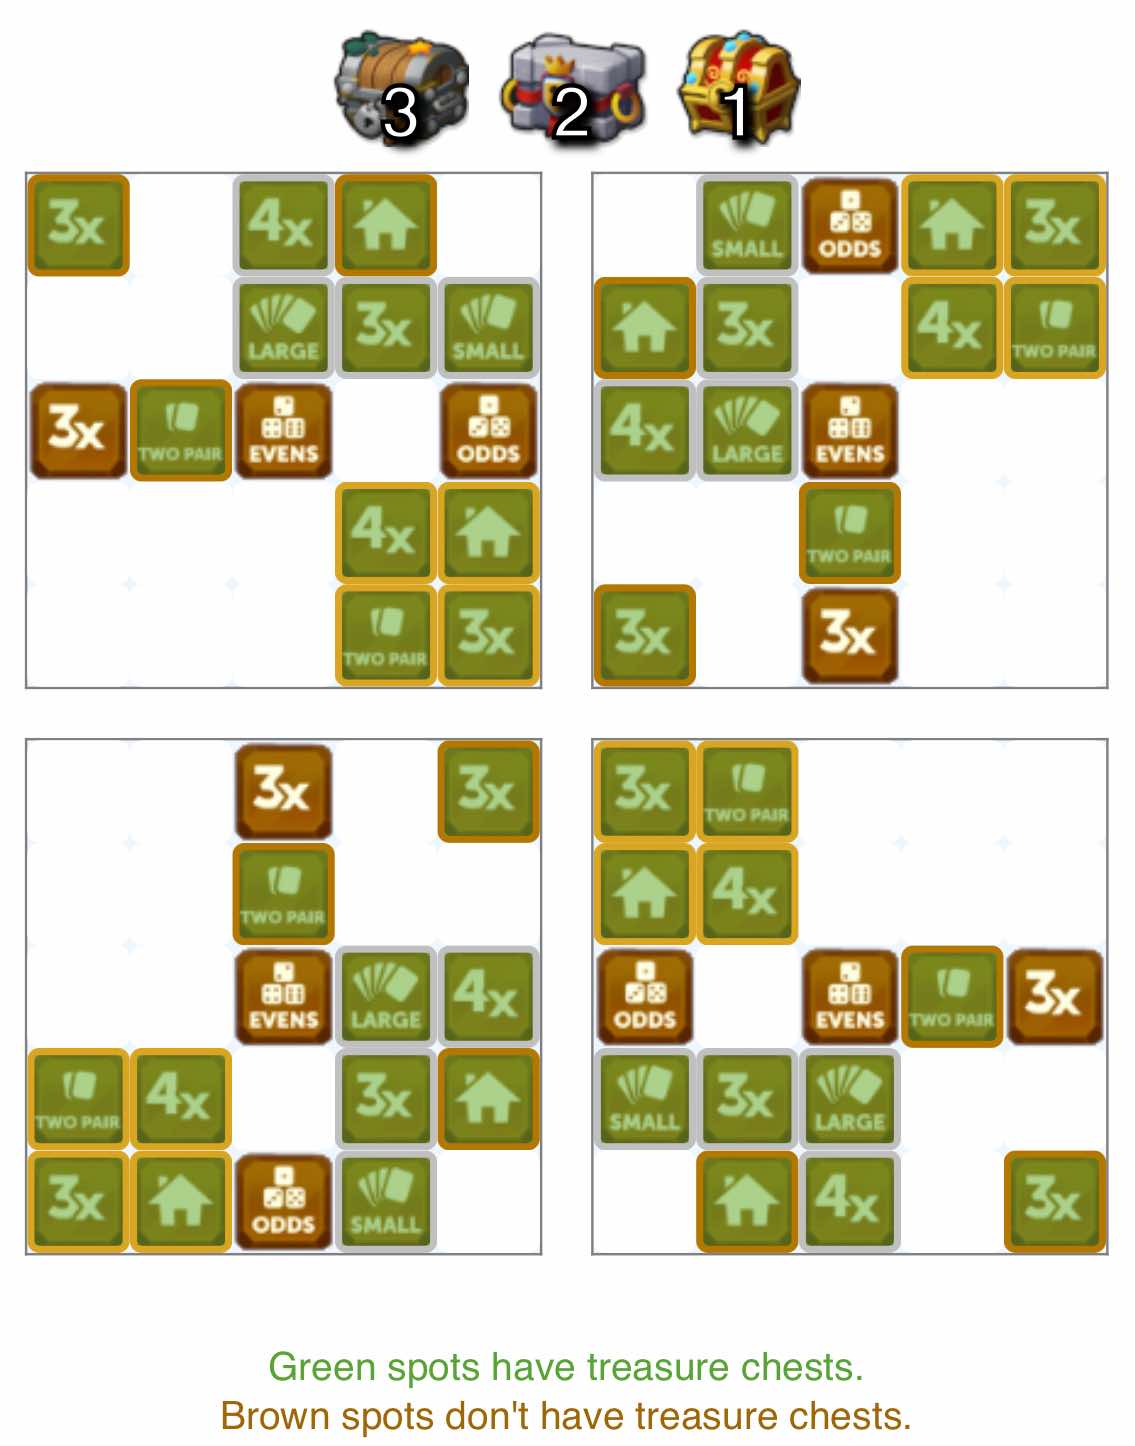 3 2 1
3x 4x
LARGE 3x SMALL
3x TWO PAIR EVENS ODDS
4x
TWO PAIR 3x
SMALL ODDS 3x
3x 4x TWO PAIR
4x LARGE EVENS
TWO PAIR
3x 3x
3x 3x
TWO PAIR
EVENS LARGE 4x
TWO PAIR 4x 3x
3x ODDS SMALL
3x TWO PAIR
4x
ODDS EVENS TWO PAIR 3x
SMALL 3x LARGE
4x 3x
Green spots have treasure chests.
Brown spots don't have treasure chests.